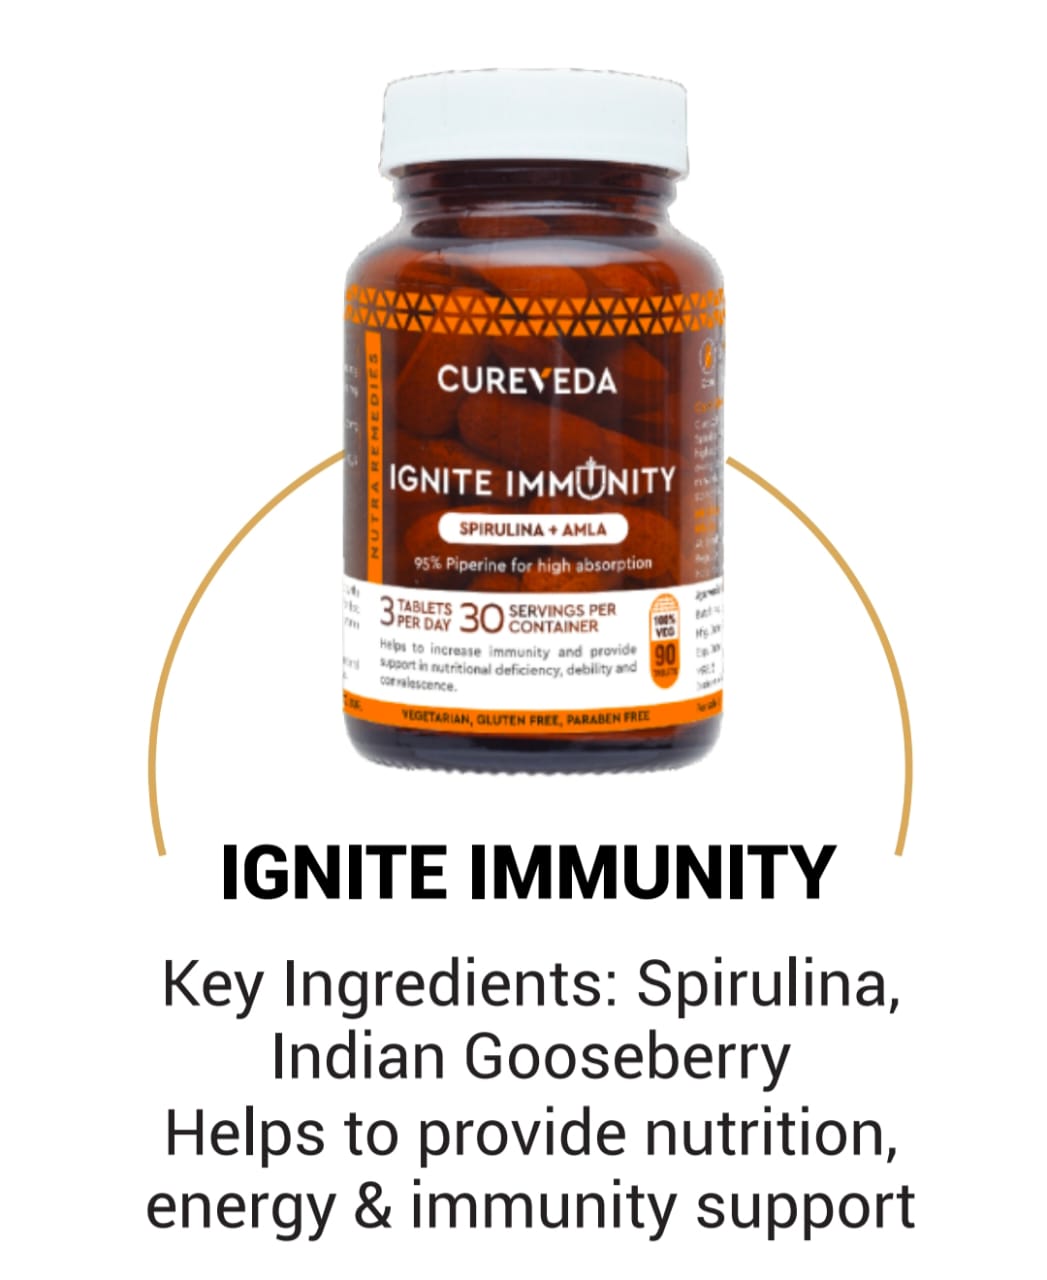 CUREVEDA
NUTRA REMEDIES
IGNITE IMMUNITY
SPIRULINA + AMLA
95% Piperine for high absorption
3 TABLETS PER DAY 30 SERVINGS PER CONTAINER
Helps to increase immunity and provide
support in nutritional deficiency, debility and
convalescence.
100%
VEG
90
TABLETS
VEGETARIAN, GLUTEN FREE, PARABEN FREE
IGNITE IMMUNITY
Key Ingredients: Spirulina,
Indian Gooseberry
Helps to provide nutrition,
energy & immunity support